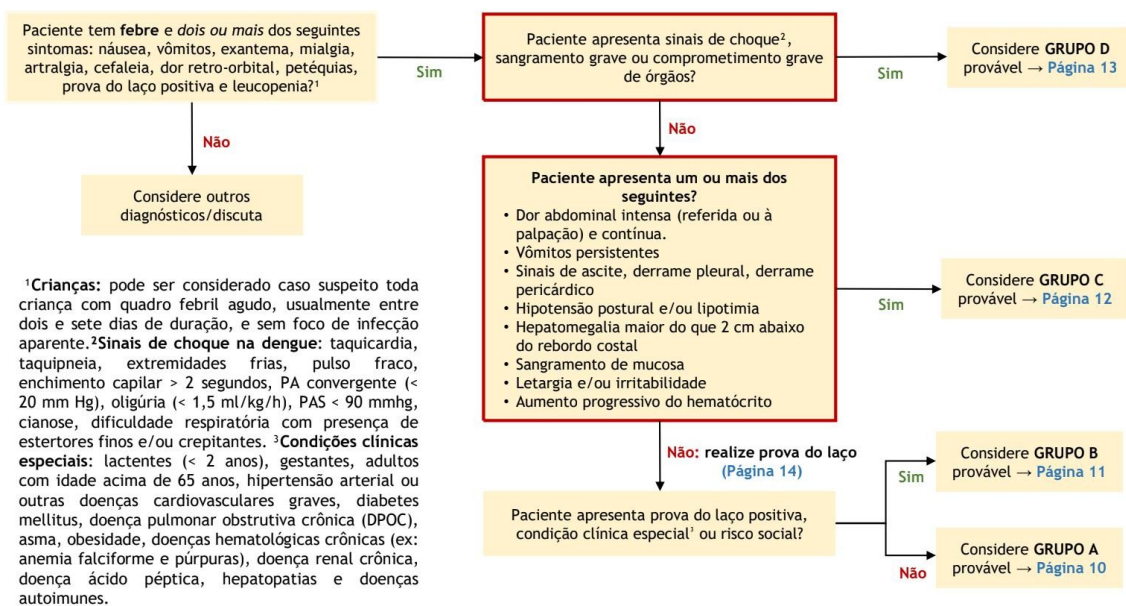 Paciente tem febre e dois ou mais dos seguintes
sintomas: náusea, vômitos, exantema, mialgia,
artralgia, cefaleia, dor retro-orbital, petéquias,
prova do laço positiva e leucopenia?¹
Sim
Paciente apresenta sinais de choque²,
sangramento grave ou comprometimento grave
de órgãos?
Sim
Considere GRUPO D
provável → Página 13
Não
Considere outros
diagnósticos/discuta
Não
Paciente apresenta um ou mais dos
seguintes?
• Dor abdominal intensa (referida ou à
palpação) e contínua.
• Vômitos persistentes
• Sinais de ascite, derrame pleural, derrame
pericárdico
• Hipotensão postural e/ou lipotimia
• Hepatomegalia maior do que 2 cm abaixo
do rebordo costal
• Sangramento de mucosa
• Letargia e/ou irritabilidade
• Aumento progressivo do hematócrito
Sim
Considere GRUPO C
provável → Página 12
Não: realize prova do laço
(Página 14)
Paciente apresenta prova do laço positiva,
condição clínica especial³ ou risco social?
Sim
Considere GRUPO B
provável → Página 11
Não
Considere GRUPO A
provável → Página 10
¹Crianças: pode ser considerado caso suspeito toda
criança com quadro febril agudo, usualmente entre
dois e sete dias de duração, e sem foco de infecção
aparente.²Sinais de choque na dengue: taquicardia,
taquipneia, extremidades frias, pulso fraco,
enchimento capilar > 2 segundos, PA convergente (<
20 mm Hg), oligúria (< 1,5 ml/kg/h), PAS < 90 mmhg,
cianose, dificuldade respiratória com presença de
estertores finos e/ou crepitantes. ³Condições clínicas
especiais: lactentes (< 2 anos), gestantes, adultos
com idade acima de 65 anos, hipertensão arterial ou
outras doenças cardiovasculares graves, diabetes
mellitus, doença pulmonar obstrutiva crônica (DPOC),
asma, obesidade, doenças hematológicas crônicas (ex:
anemia falciforme e púrpuras), doença renal crônica,
doença ácido péptica, hepatopatias e doenças
autoimunes.